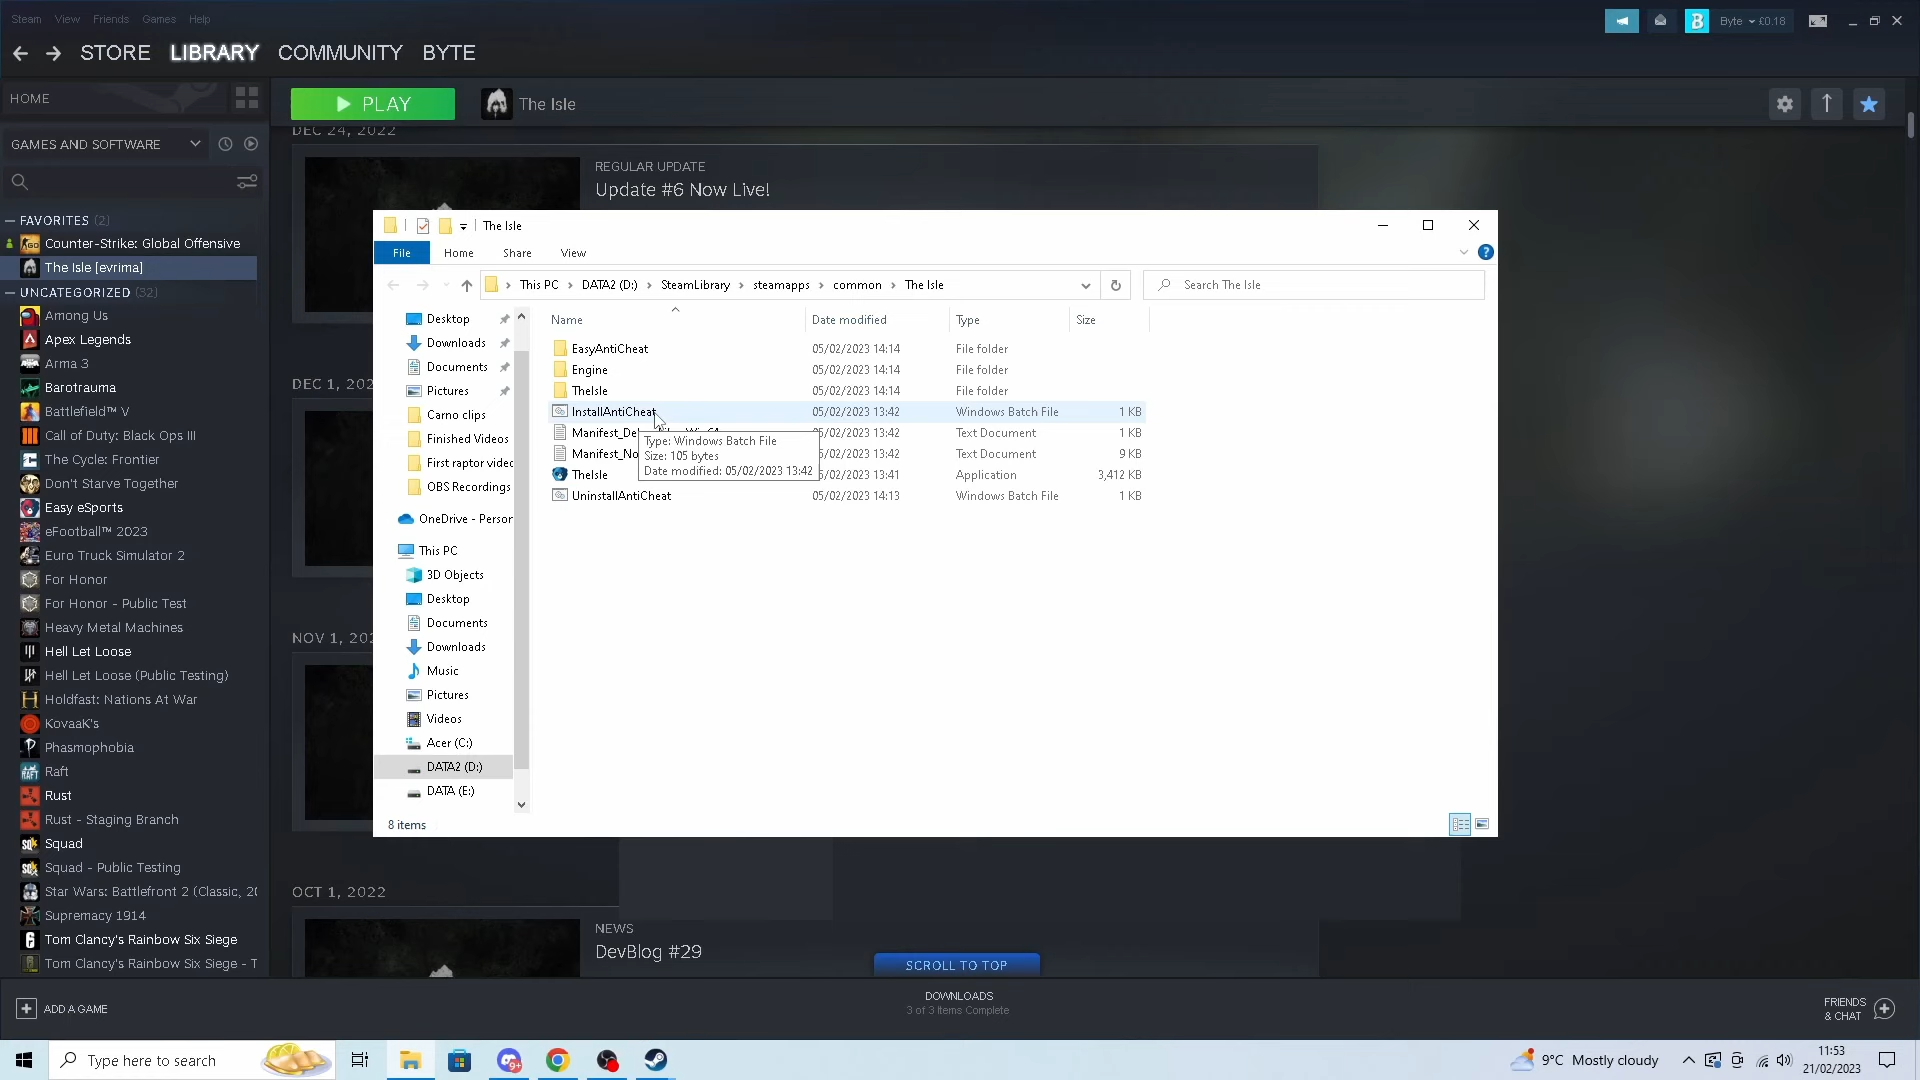 Steam View Friends Games Help
Byte £0.18
STORE LIBRARY COMMUNITY BYTE
HOME
PLAY
The Isle
GAMES AND SOFTWARE
FAVORITES (2)
Counter-Strike: Global Offensive
The Isle [evrima]
UNCATEGORIZED (32)
Among Us
Apex Legends
Arma 3
Barotrauma
Battlefield™ V
Call of Duty: Black Ops III
The Cycle: Frontier
Don't Starve Together
Easy eSports
eFootball™ 2023
Euro Truck Simulator 2
For Honor
For Honor - Public Test
Heavy Metal Machines
Hell Let Loose
Hell Let Loose (Public Testing)
Holdfast: Nations At War
KovaaK's
Phasmophobia
Raft
Rust
Rust - Staging Branch
Squad
Squad - Public Testing
Star Wars: Battlefront 2 (Classic, 20
Supremacy 1914
Tom Clancy's Rainbow Six Siege
Tom Clancy's Rainbow Six Siege - T
ADD A GAME
DEC 24, 2022
REGULAR UPDATE
Update #6 Now Live!
DEC 1, 202
NOV 1, 202
OCT 1, 2022
NEWS
DevBlog #29
SCROLL TO TOP
DOWNLOADS
3 of 3 Items Complete
FRIENDS
& CHAT
The Isle
File Home Share View
This PC DATA2 (D:) SteamLibrary steamapps common The Isle
Search The Isle
Desktop
Downloads
Documents
Pictures
Carno clips
Finished Videos
First raptor videc
OBS Recordings
OneDrive - Persor
This PC
3D Objects
Desktop
Documents
Downloads
Music
Pictures
Videos
Acer (C:)
DATA2 (D:)
DATA (E:)
Name Date modified Type Size
EasyAntiCheat 05/02/2023 14:14 File folder
Engine 05/02/2023 14:14 File folder
TheIsle 05/02/2023 14:14 File folder
InstallAntiCheat 05/02/2023 13:42 Windows Batch File 1 KB
Manifest_De 05/02/2023 13:42 Text Document 1 KB
Manifest_No 05/02/2023 13:42 Text Document 9 KB
TheIsle 05/02/2023 13:41 Application 3,412 KB
UninstallAntiCheat 05/02/2023 14:13 Windows Batch File 1 KB
Type: Windows Batch File
Size: 105 bytes
Date modified: 05/02/2023 13:42
8 items
Type here to search
9°C Mostly cloudy
11:53
21/02/2023